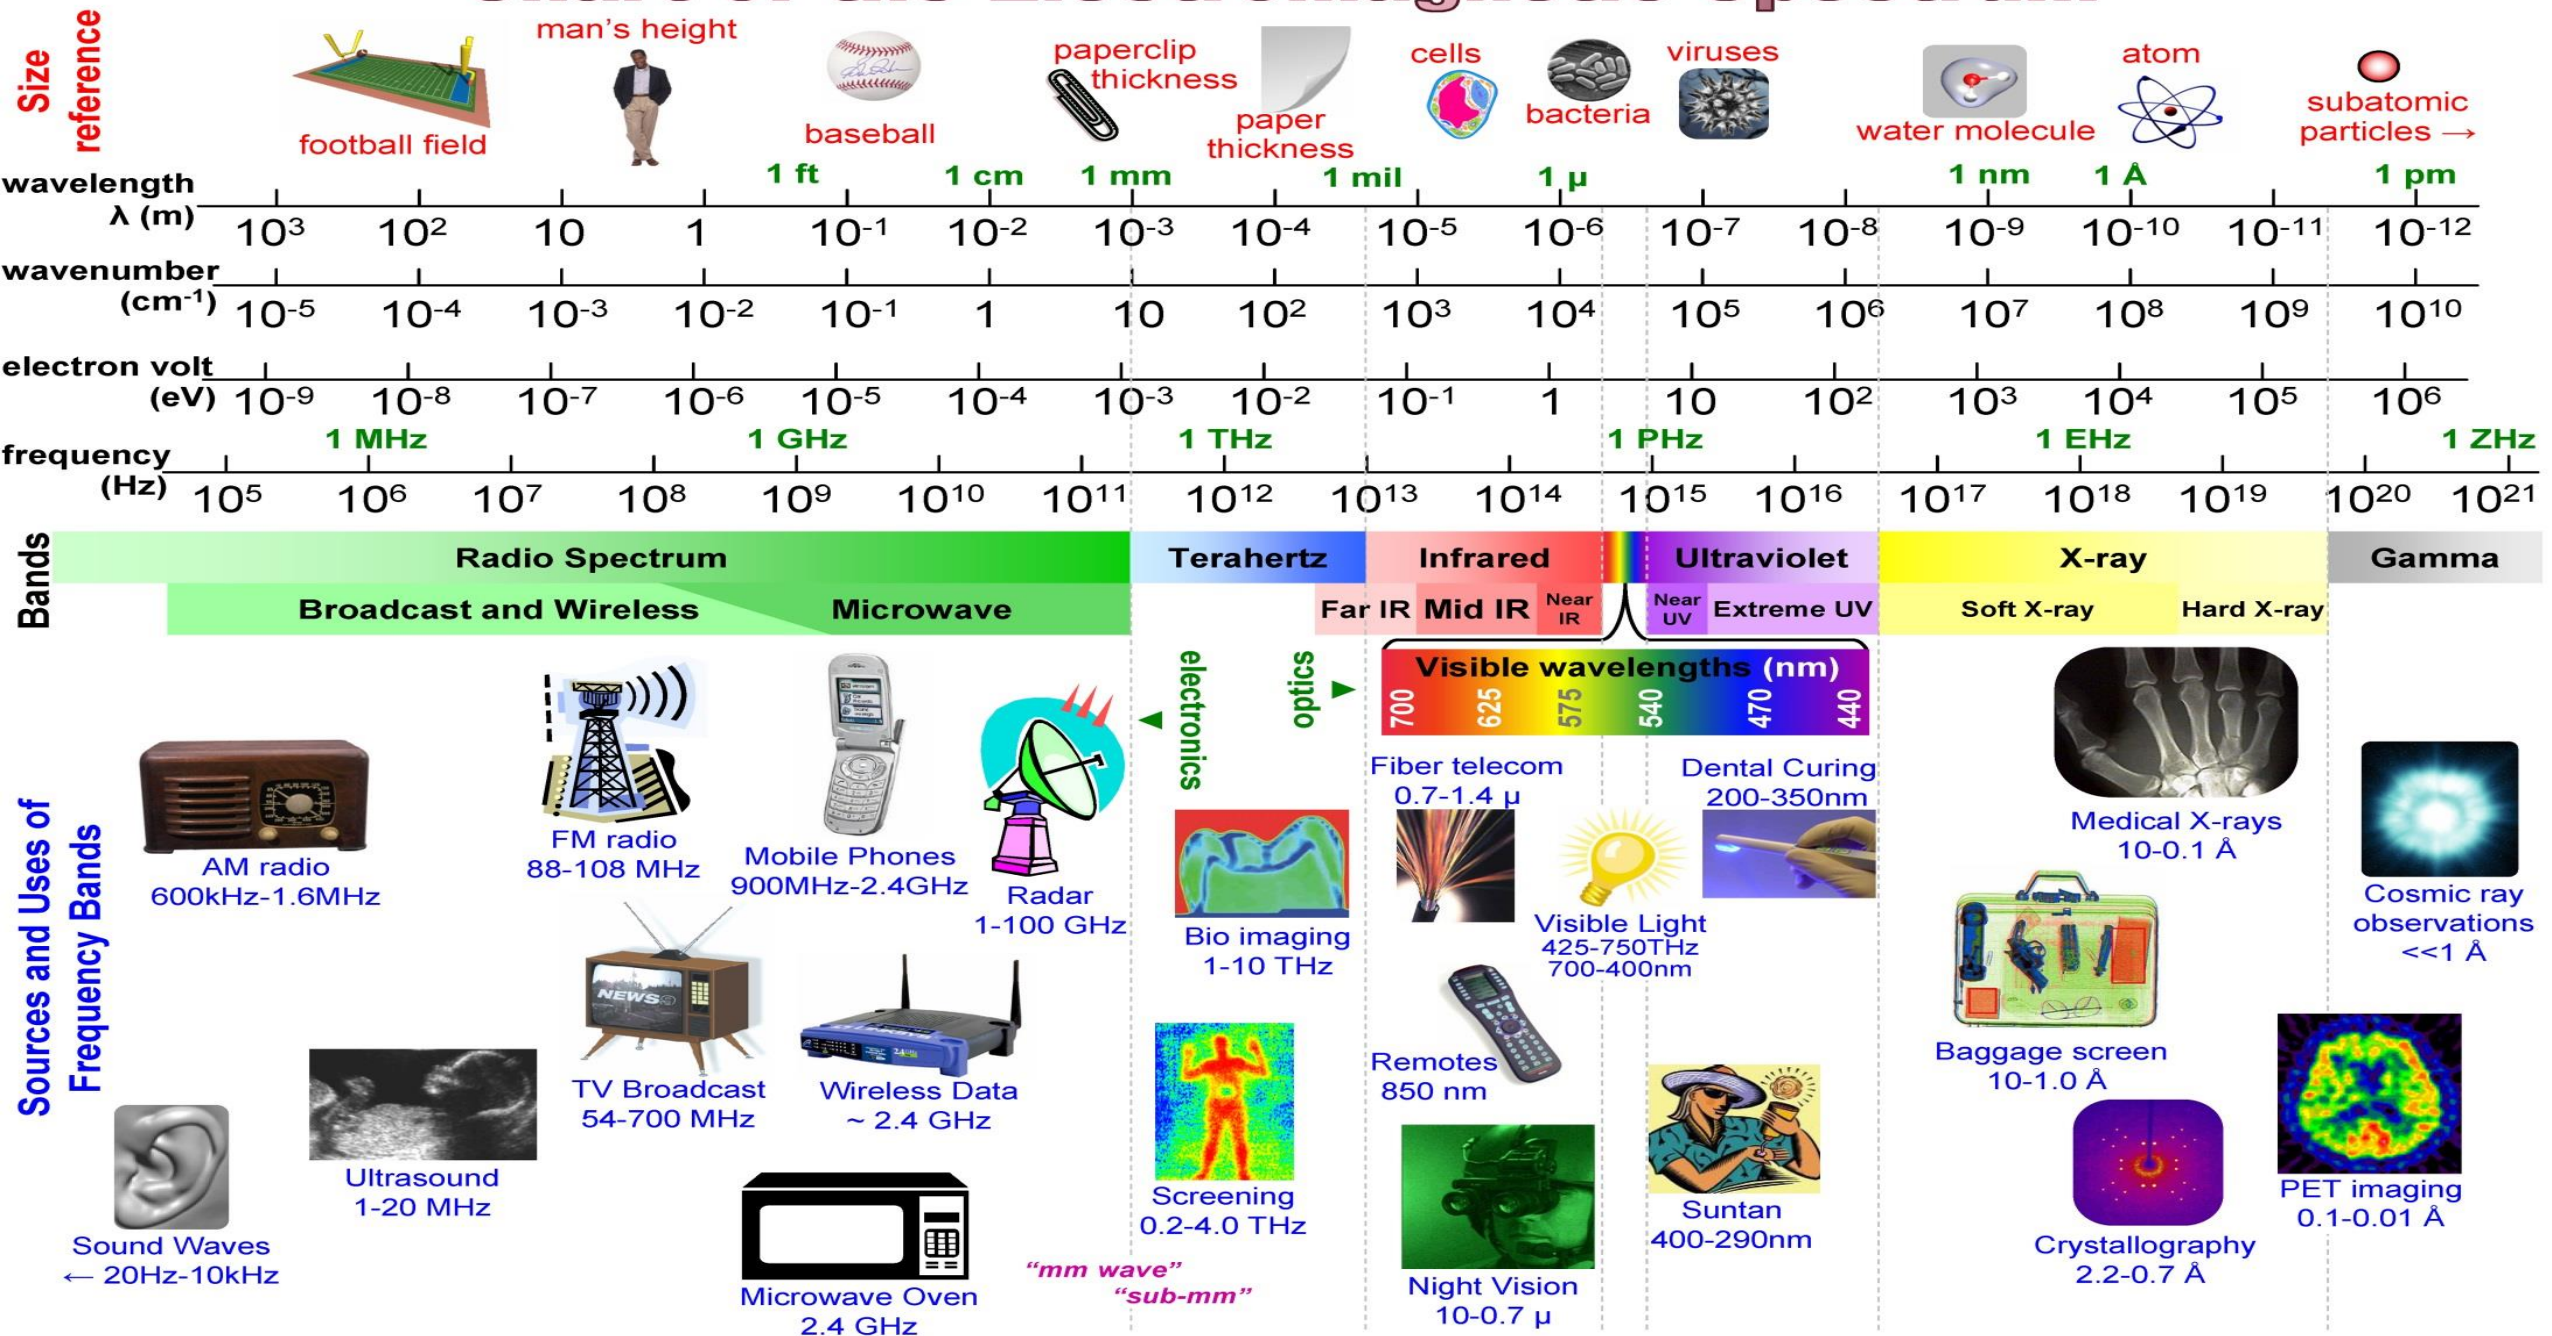 Chart of the Electromagnetic Spectrum
Size
reference
football field
man's height
baseball
paperclip
thickness
paper
thickness
cells
bacteria
viruses
water molecule
atom
subatomic
particles →
1 ft
1 cm
1 mm
1 mil
1 µ
1 nm
1 Å
1 pm
wavelength
λ (m)
10³ 10² 10 1 10⁻¹ 10⁻² 10⁻³ 10⁻⁴ 10⁻⁵ 10⁻⁶ 10⁻⁷ 10⁻⁸ 10⁻⁹ 10⁻¹⁰ 10⁻¹¹ 10⁻¹²
wavenumber
(cm⁻¹)
10⁻⁵ 10⁻⁴ 10⁻³ 10⁻² 10⁻¹ 1 10 10² 10³ 10⁴ 10⁵ 10⁶ 10⁷ 10⁸ 10⁹ 10¹⁰
electron volt
(eV)
10⁻⁹ 10⁻⁸ 10⁻⁷ 10⁻⁶ 10⁻⁵ 10⁻⁴ 10⁻³ 10⁻² 10⁻¹ 1 10 10² 10³ 10⁴ 10⁵ 10⁶
1 MHz
1 GHz
1 THz
1 PHz
1 EHz
1 ZHz
frequency
(Hz)
10⁵ 10⁶ 10⁷ 10⁸ 10⁹ 10¹⁰ 10¹¹ 10¹² 10¹³ 10¹⁴ 10¹⁵ 10¹⁶ 10¹⁷ 10¹⁸ 10¹⁹ 10²⁰ 10²¹
Bands
Radio Spectrum
Terahertz
Infrared
Ultraviolet
X-ray
Gamma
Broadcast and Wireless
Microwave
Far IR
Mid IR
Near
IR
Near
UV
Extreme UV
Soft X-ray
Hard X-ray
electronics
optics
Visible wavelengths (nm)
700
625
575
540
470
440
Sources and Uses of
Frequency Bands
AM radio
600kHz-1.6MHz
FM radio
88-108 MHz
Mobile Phones
900MHz-2.4GHz
Radar
1-100 GHz
Bio imaging
1-10 THz
Fiber telecom
0.7-1.4 µ
Visible Light
425-750THz
700-400nm
Dental Curing
200-350nm
Medical X-rays
10-0.1 Å
Cosmic ray
observations
<<1 Å
Sound Waves
← 20Hz-10kHz
Ultrasound
1-20 MHz
NEWS
TV Broadcast
54-700 MHz
Wireless Data
~ 2.4 GHz
Microwave Oven
2.4 GHz
"mm wave"
"sub-mm"
Screening
0.2-4.0 THz
Remotes
850 nm
Night Vision
10-0.7 µ
Suntan
400-290nm
Baggage screen
10-1.0 Å
Crystallography
2.2-0.7 Å
PET imaging
0.1-0.01 Å